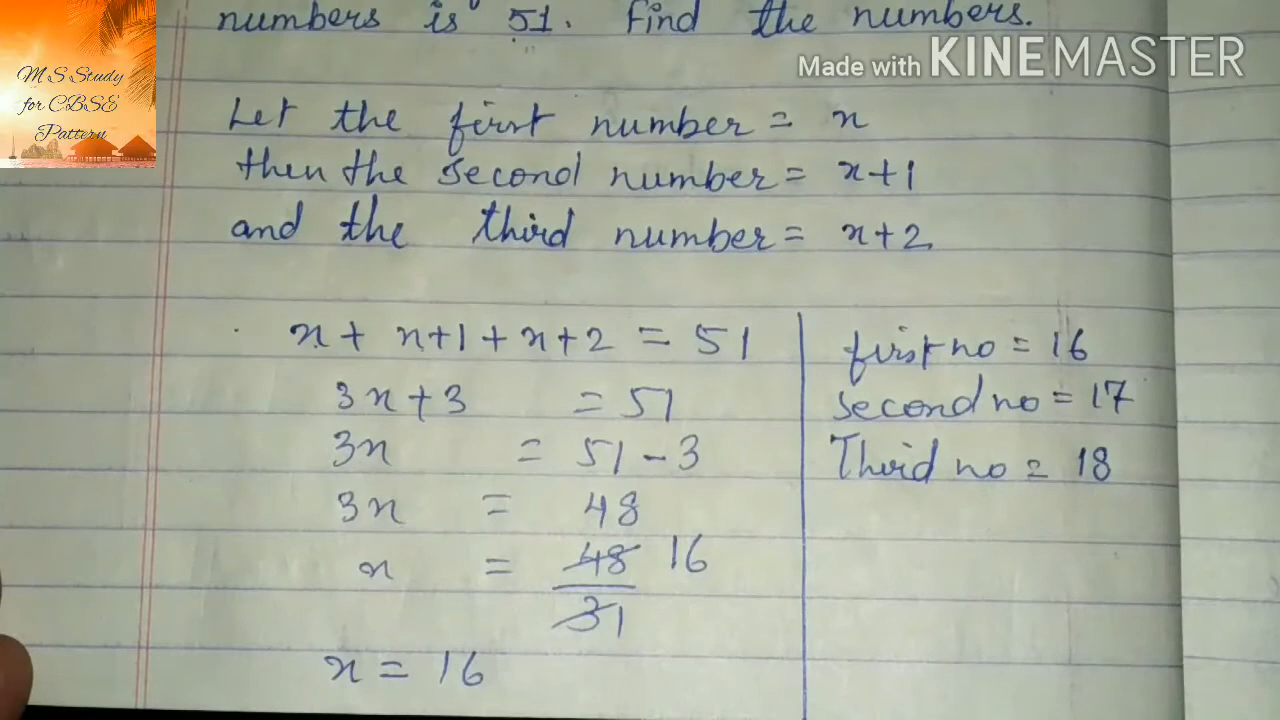 numbers is 51. Find the numbers.
Made with KINEMASTER
M S Study
for CBSE
Pattern
Let the first number = x
then the second number = x+1
and the third number = x+2
x + x+1 + x+2 = 51
3x+3 = 51
3x = 51-3
3x = 48
x = 48 16
31
x = 16
first no = 16
second no = 17
Third no = 18